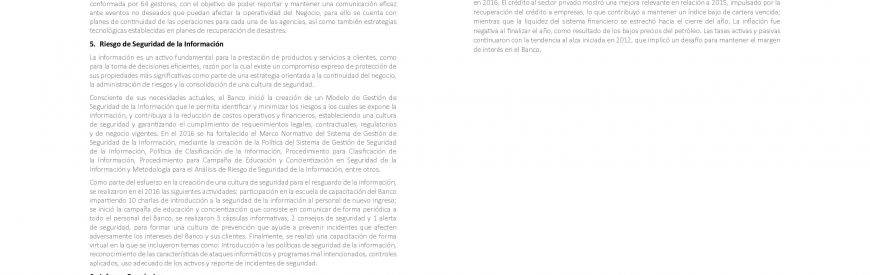 conformada por 64 gestores, con el objetivo de poder reportar y mantener una comunicación eficaz
ante eventos no deseados que puedan afectar la operatividad del Negocio, para ello se cuenta con
planes de continuidad de las operaciones para cada una de las agencias, así como también estrategias
tecnológicas establecidas en planes de recuperación de desastres.
5. Riesgo de Seguridad de la Información
La información es un activo fundamental para la prestación de productos y servicios a clientes, como
para la toma de decisiones eficientes, razón por la cual existe un compromiso expreso de protección de
sus propiedades más significativas como parte de una estrategia orientada a la continuidad del negocio,
la administración de riesgos y la consolidación de una cultura de seguridad.
Consciente de sus necesidades actuales, el Banco inició la creación de un Modelo de Gestión de
Seguridad de la Información que le permita identificar y minimizar los riesgos a los cuales se expone la
información, y contribuya a la reducción de costos operativos y financieros, estableciendo una cultura
de seguridad y garantizando el cumplimiento de requerimientos legales, contractuales, regulatorios
y de negocio vigentes. En el 2016 se ha fortalecido el Marco Normativo del Sistema de Gestión de
Seguridad de la Información, mediante la creación de la Política del Sistema de Gestión de Seguridad
de la Información, Política de Clasificación de la Información, Procedimiento para Clasificación de
la Información, Procedimiento para Campaña de Educación y Concientización en Seguridad de la
Información y Metodología para el Análisis de Riesgo de Seguridad de la Información, entre otros.
Como parte del esfuerzo en la creación de una cultura de seguridad para el resguardo de la información,
se realizaron en el 2016 las siguientes actividades: participación en la escuela de capacitación del Banco
impartiendo 10 charlas de introducción a la seguridad de la información al personal de nuevo ingreso;
se inició la campaña de educación y concientización que consiste en comunicar de forma periódica a
todo el personal del Banco, se realizaron 3 cápsulas informativas, 2 consejos de seguridad y 1 alerta
de seguridad, para formar una cultura de prevención que ayude a prevenir incidentes que afecten
adversamente los intereses del Banco y sus clientes. Finalmente, se realizó una capacitación de forma
virtual en la que se incluyeron temas como: Introducción a las políticas de seguridad de la información,
reconocimiento de las características de ataques informáticos y programas mal intencionados, controles
aplicados, uso adecuado de los activos y reporte de incidentes de seguridad.
en 2016. El crédito al sector privado mostró una mejora relevante en relación a 2015, impulsado por la
recuperación del crédito a empresas, lo que contribuyó a mantener un índice bajo de cartera vencida;
mientras que la liquidez del sistema financiero se estrechó hacia el cierre del año. La inflación fue
negativa al finalizar el año, como resultado de los bajos precios del petróleo. Las tasas activas y pasivas
continuaron con la tendencia al alza iniciada en 2012, que implicó un desafío para mantener el margen
de interés en el Banco.